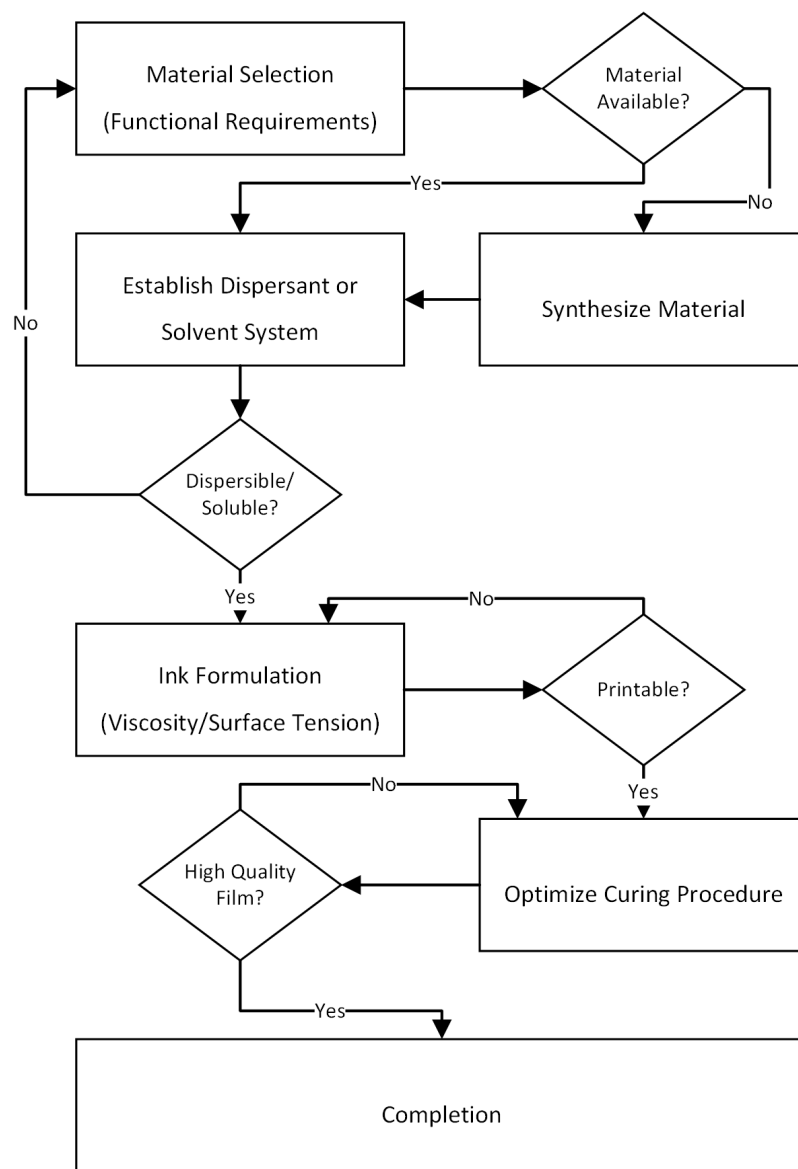 Material Selection
(Functional Requirements)
Material
Available?
Yes
No
Establish Dispersant or
Solvent System
Synthesize Material
No
Dispersible/
Soluble?
Yes
No
Ink Formulation
(Viscosity/Surface Tension)
Printable?
No
Yes
High Quality
Film?
Optimize Curing Procedure
Yes
Completion